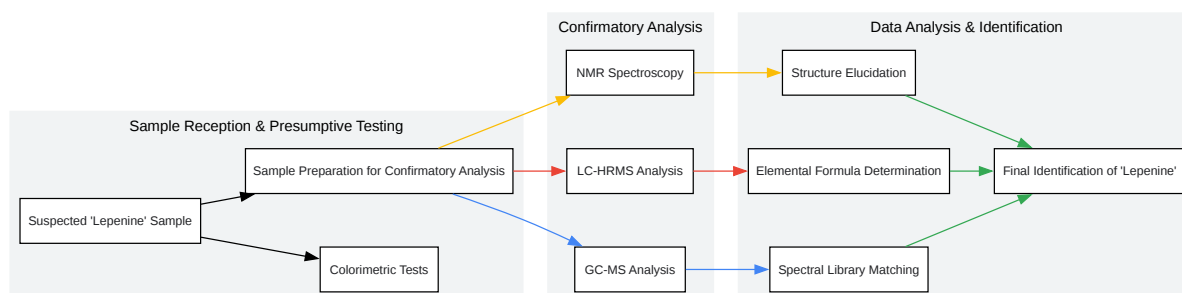 Confirmatory Analysis
Data Analysis & Identification
NMR Spectroscopy
Structure Elucidation
Sample Reception & Presumptive Testing
Sample Preparation for Confirmatory Analysis
LC-HRMS Analysis
Elemental Formula Determination
Final Identification of 'Lepenine'
Suspected 'Lepenine' Sample
Colorimetric Tests
GC-MS Analysis
Spectral Library Matching